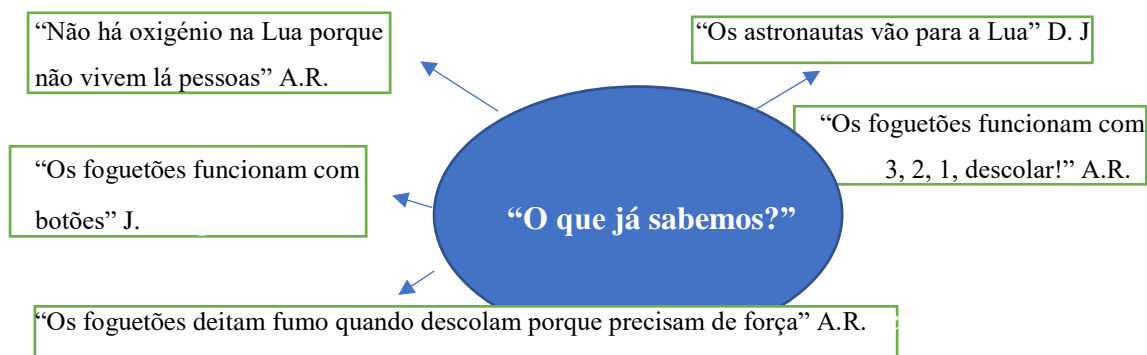 “Não há oxigénio na Lua porque
não vivem lá pessoas” A.R.
“Os astronautas vão para a Lua” D. J
“Os foguetões funcionam com
3, 2, 1, descolar!” A.R.
“Os foguetões funcionam com
botões” J.
“O que já sabemos?”
“Os foguetões deitam fumo quando descolam porque precisam de força” A.R.